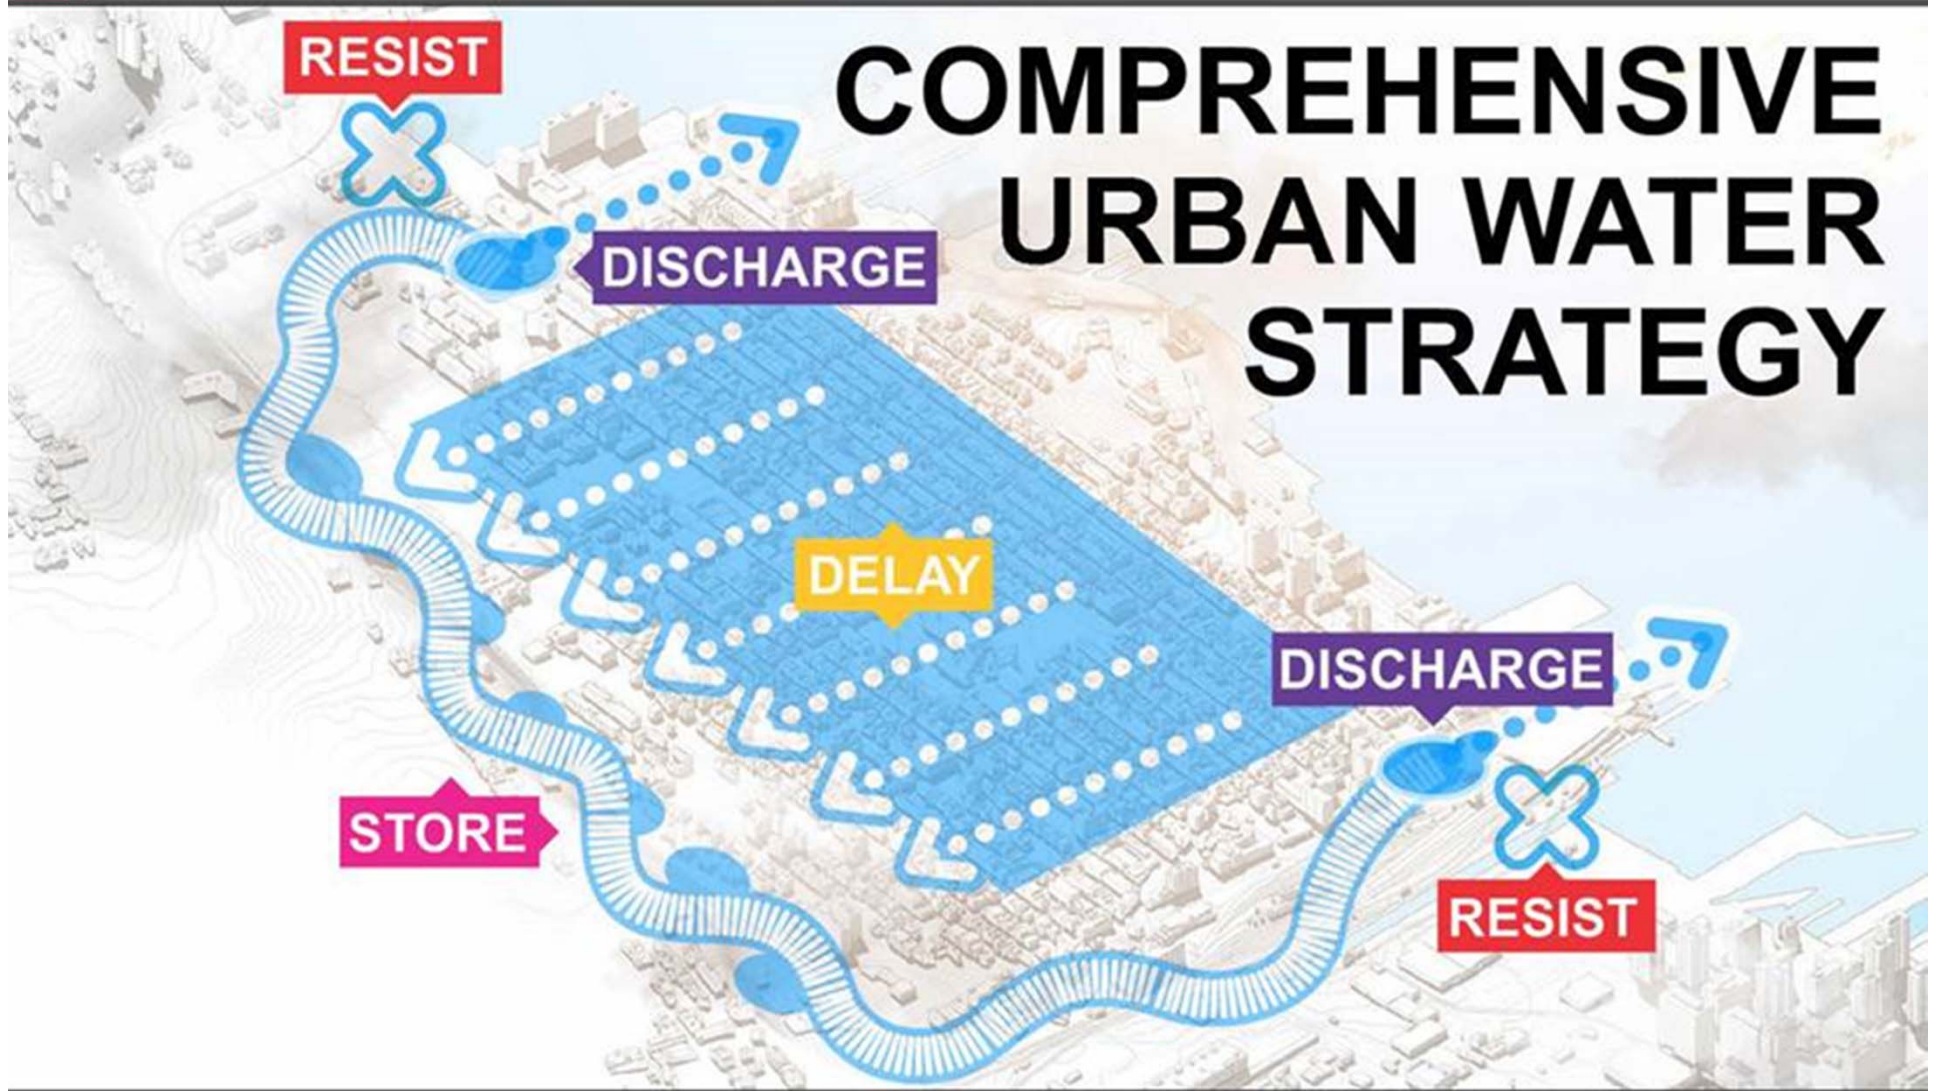 RESIST
COMPREHENSIVE
URBAN WATER
STRATEGY
DISCHARGE
DELAY
DISCHARGE
STORE
RESIST